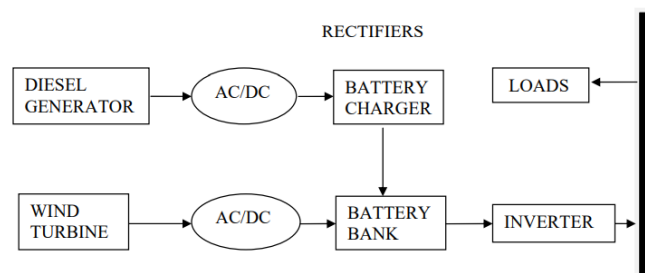 RECTIFIERS
DIESEL
GENERATOR
AC/DC
BATTERY
CHARGER
LOADS
WIND
TURBINE
AC/DC
BATTERY
BANK
INVERTER